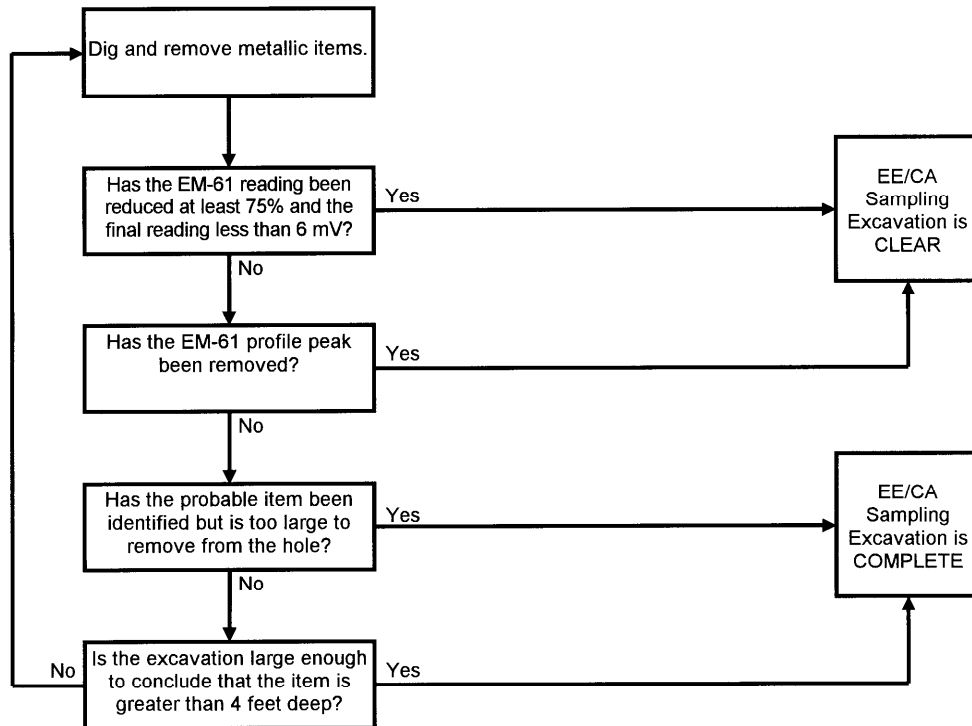 Dig and remove metallic items.
Has the EM-61 reading been
reduced at least 75% and the
final reading less than 6 mV?
Yes
EE/CA
Sampling
Excavation is
CLEAR
No
Has the EM-61 profile peak
been removed?
Yes
No
Has the probable item been
identified but is too large to
remove from the hole?
Yes
EE/CA
Sampling
Excavation is
COMPLETE
No
Is the excavation large enough
to conclude that the item is
greater than 4 feet deep?
No
Yes